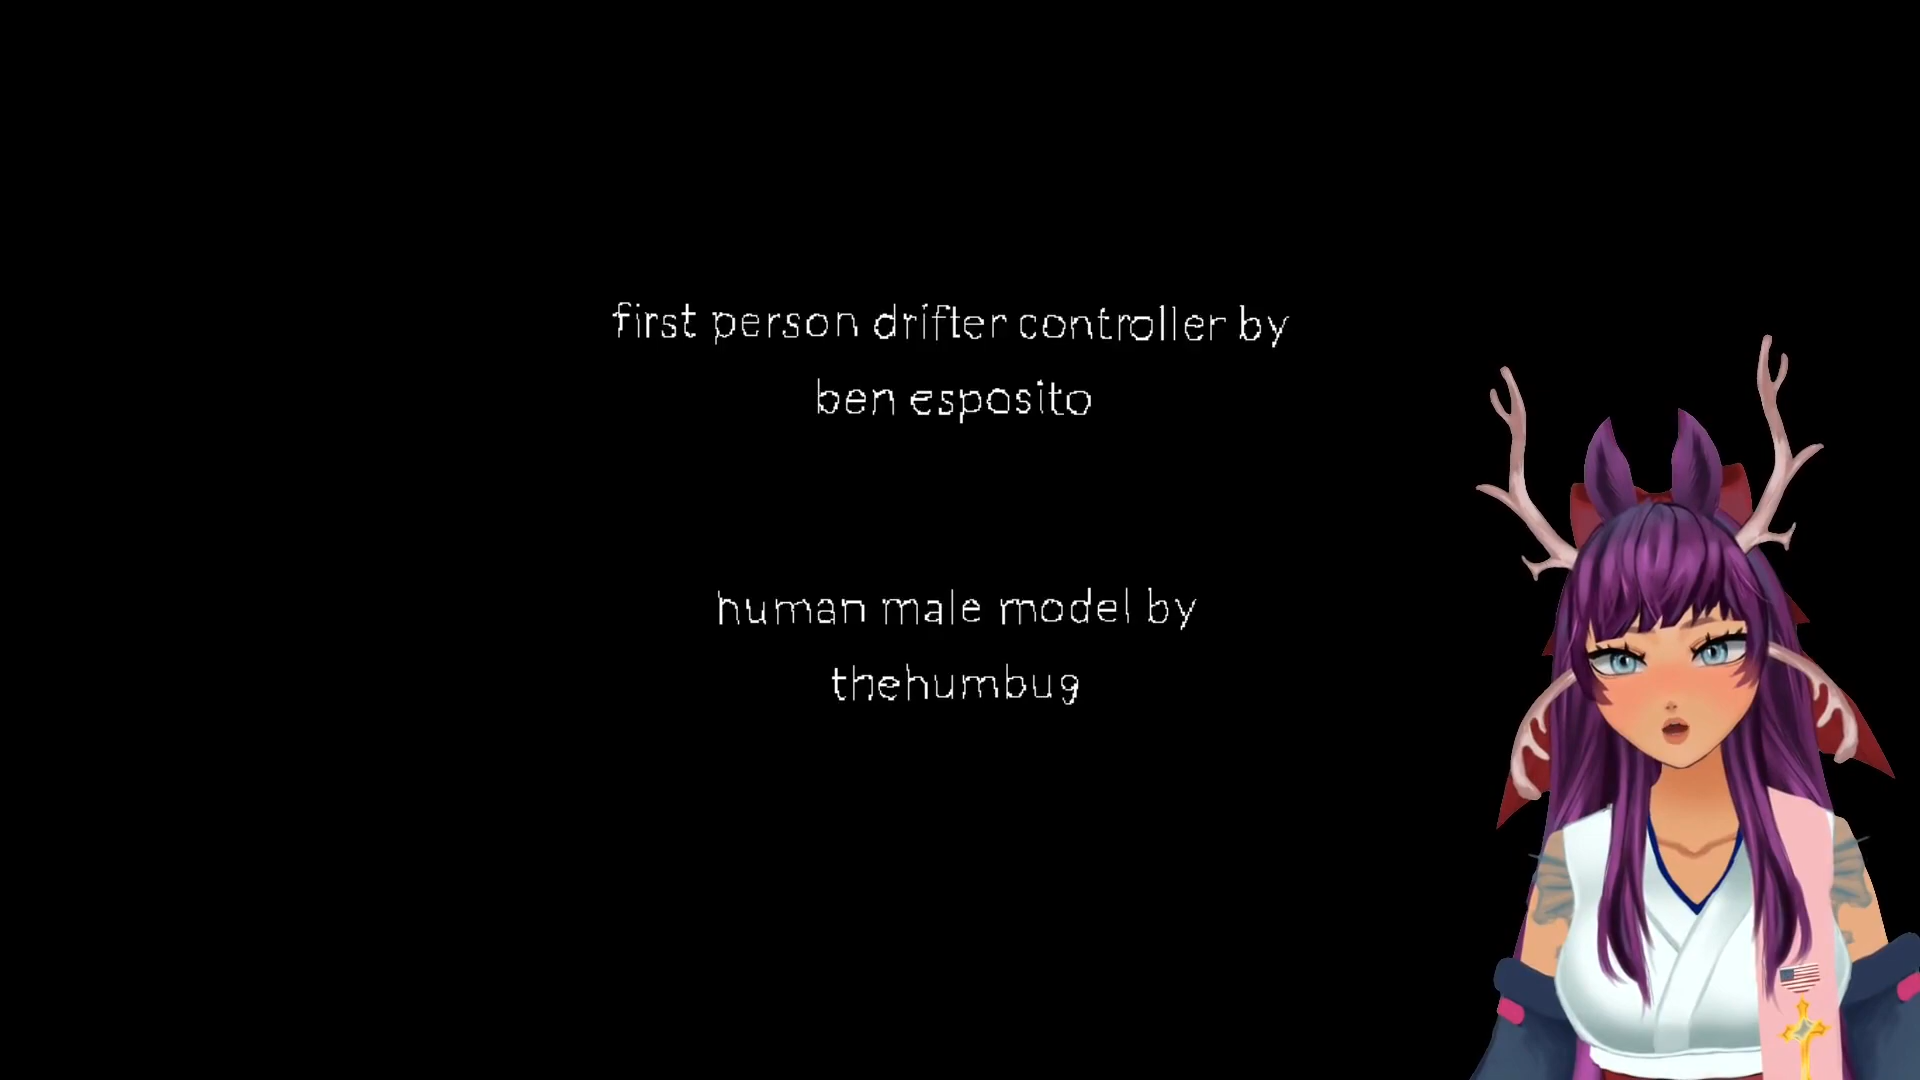 first person drifter controller by
ben esposito
human male model by
thehumbug